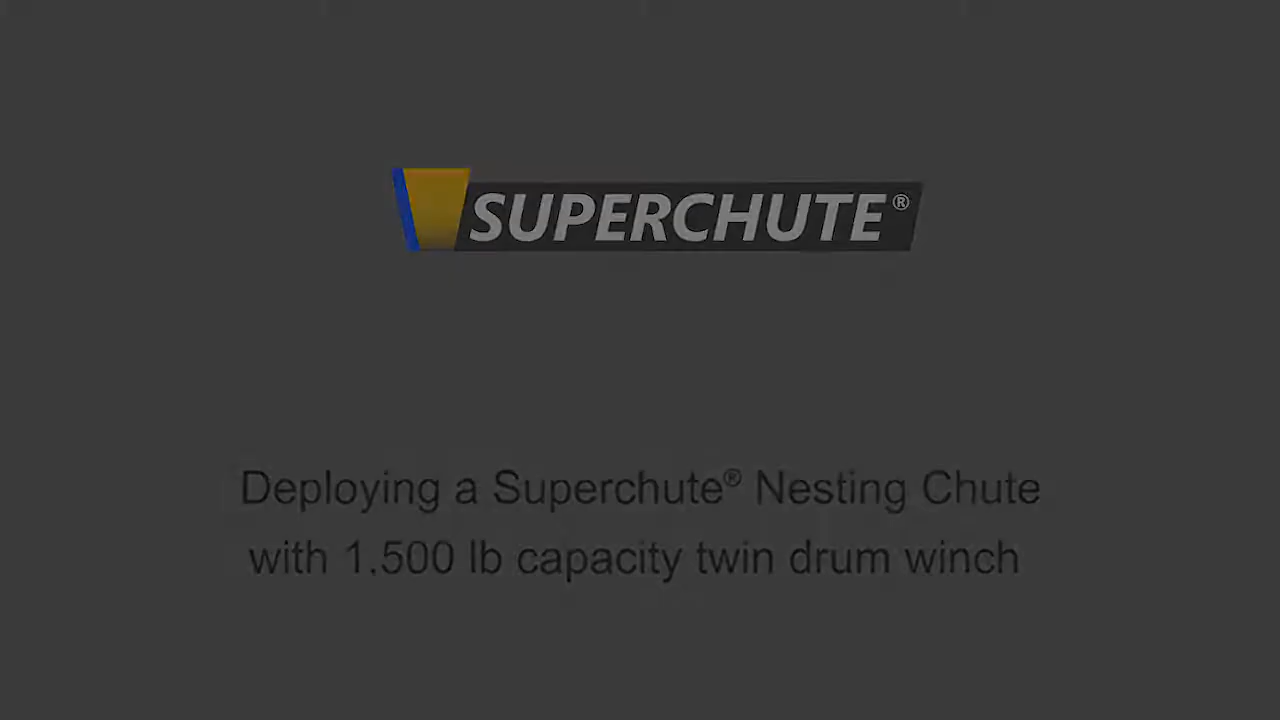 SUPERCHUTE®
Deploying a Superchute® Nesting Chute
with 1.500 lb capacity twin drum winch